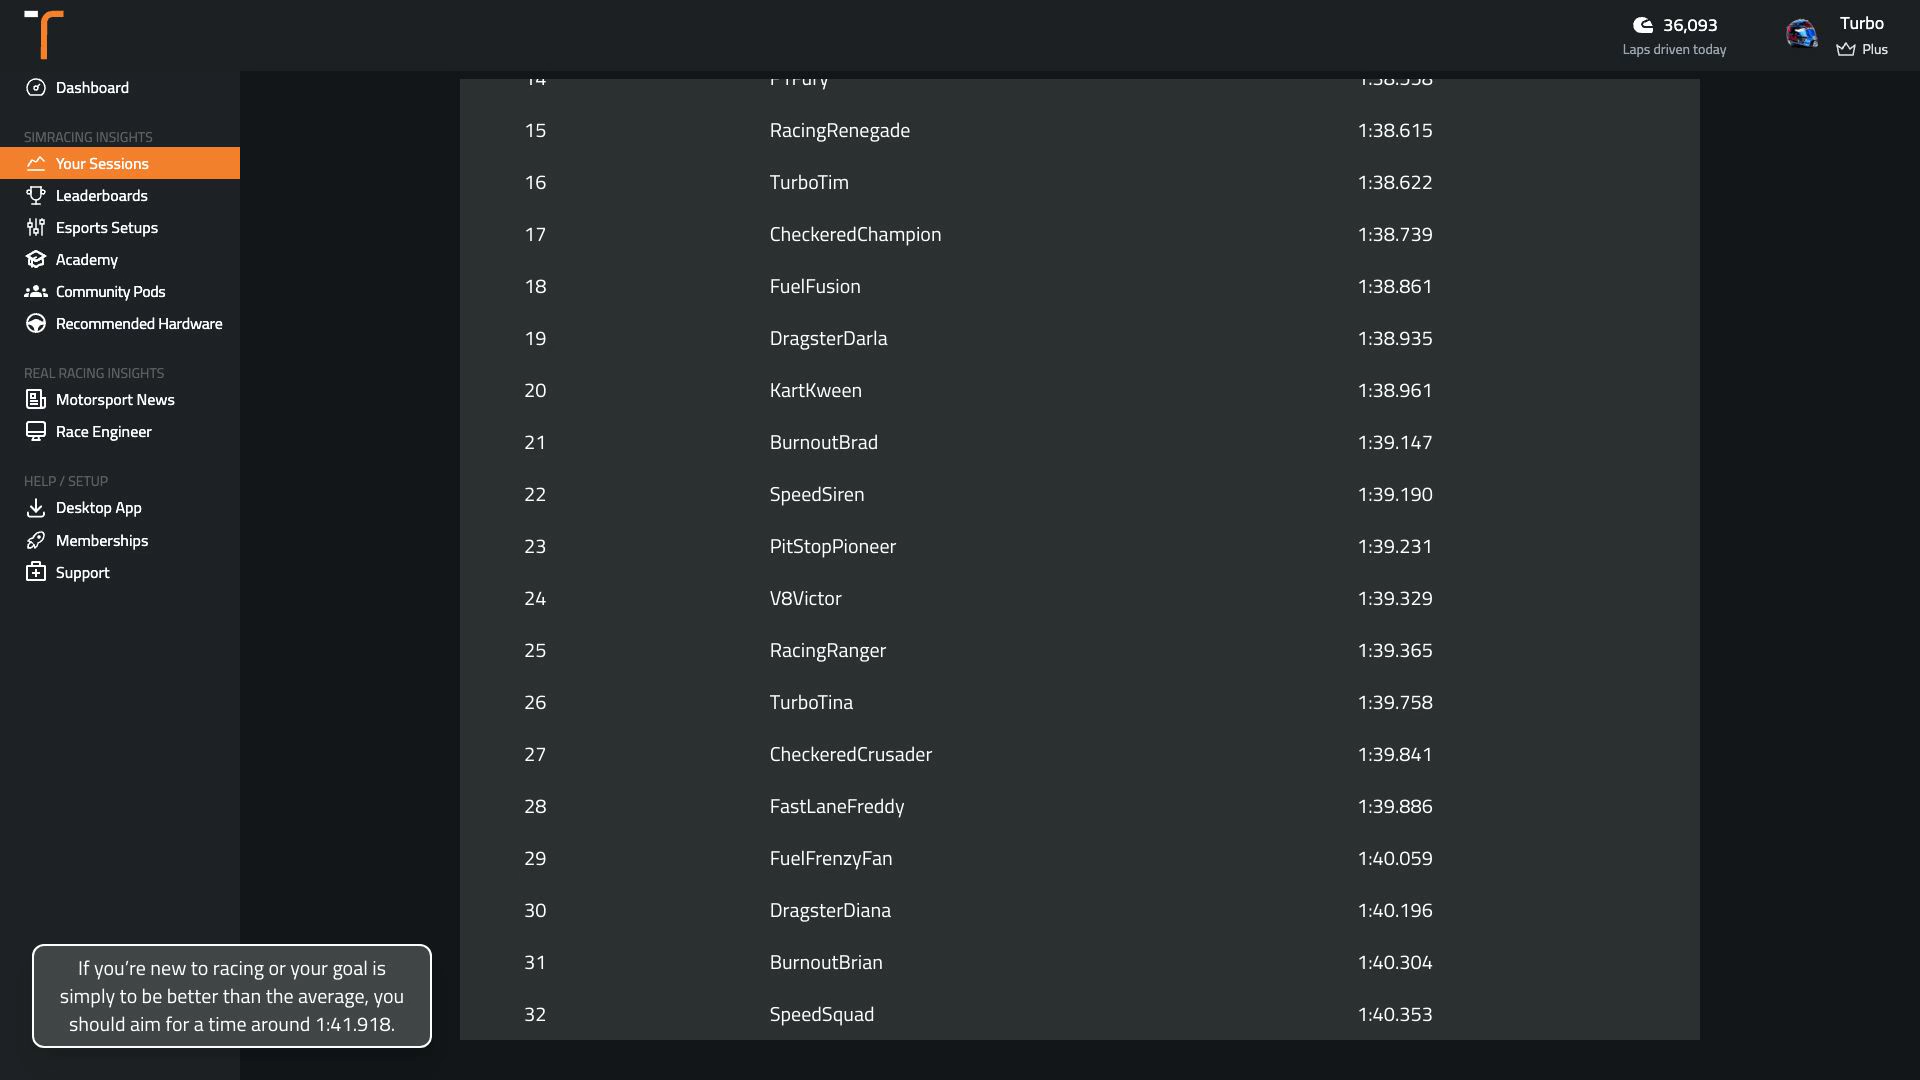 36,093
Laps driven today
Turbo
Plus
Dashboard
SIMRACING INSIGHTS
Your Sessions
Leaderboards
Esports Setups
Academy
Community Pods
Recommended Hardware
REAL RACING INSIGHTS
Motorsport News
Race Engineer
HELP / SETUP
Desktop App
Memberships
Support
14 F1Fury 1:38.558
15 RacingRenegade 1:38.615
16 TurboTim 1:38.622
17 CheckeredChampion 1:38.739
18 FuelFusion 1:38.861
19 DragsterDarla 1:38.935
20 KartKween 1:38.961
21 BurnoutBrad 1:39.147
22 SpeedSiren 1:39.190
23 PitStopPioneer 1:39.231
24 V8Victor 1:39.329
25 RacingRanger 1:39.365
26 TurboTina 1:39.758
27 CheckeredCrusader 1:39.841
28 FastLaneFreddy 1:39.886
29 FuelFrenzyFan 1:40.059
30 DragsterDiana 1:40.196
31 BurnoutBrian 1:40.304
32 SpeedSquad 1:40.353
If you’re new to racing or your goal is
simply to be better than the average, you
should aim for a time around 1:41.918.